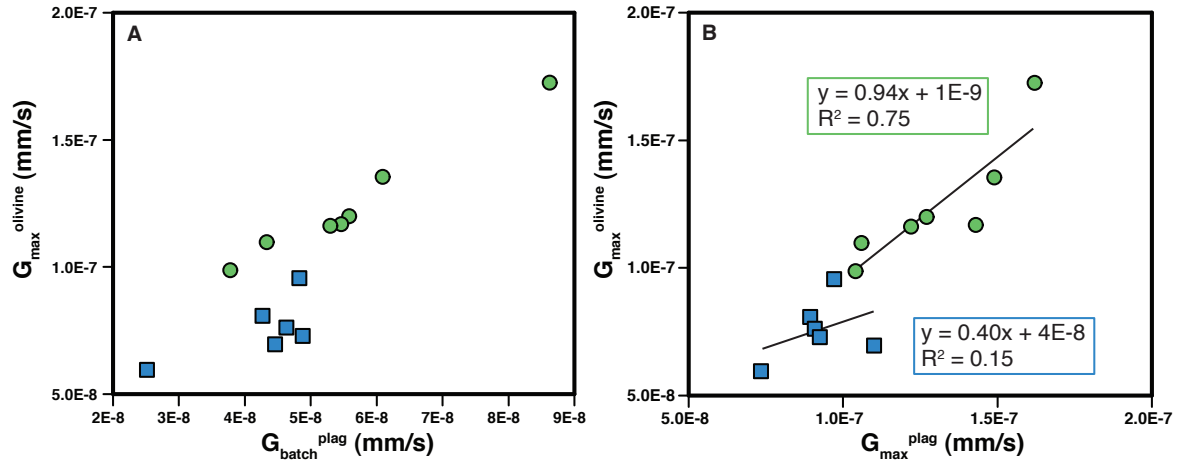 A
2.0E-7
1.5E-7
1.0E-7
5.0E-8
G_max^olivine (mm/s)
2E-8 3E-8 4E-8 5E-8 6E-8 7E-8 8E-8 9E-8
G_batch^plag (mm/s)
B
2.0E-7
1.5E-7
1.0E-7
5.0E-8
G_max^olivine (mm/s)
y = 0.94x + 1E-9
R² = 0.75
y = 0.40x + 4E-8
R² = 0.15
5.0E-8 1.0E-7 1.5E-7 2.0E-7
G_max^plag (mm/s)